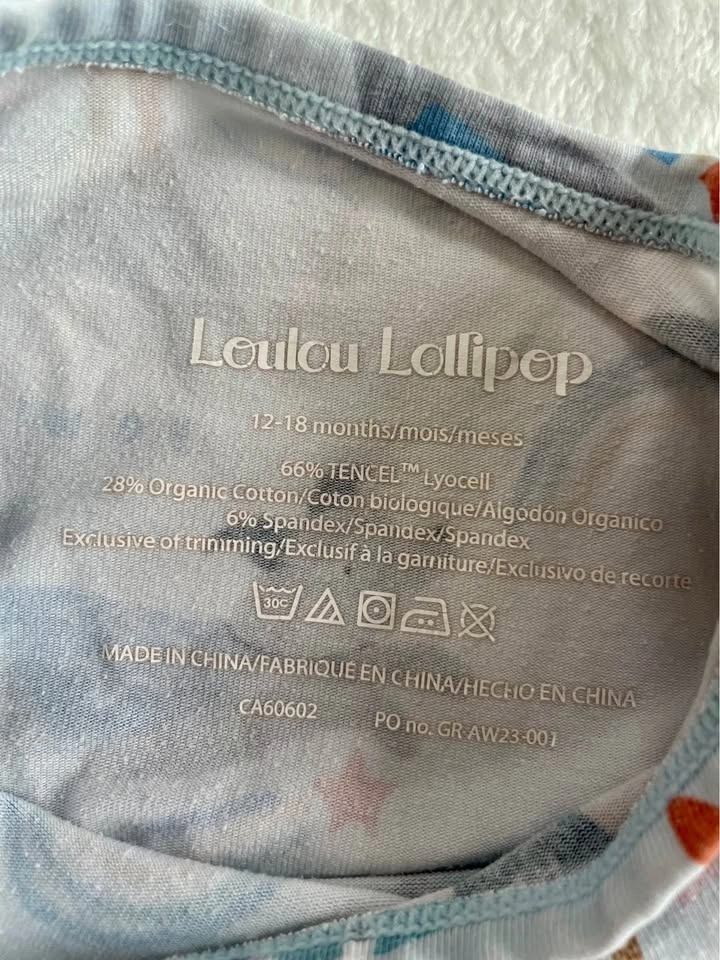 Loulou Lollipop
12-18 months/mois/meses
66% TENCEL™ Lyocell
28% Organic Cotton/Coton biologique/Algodón Orgánico
6% Spandex/Spandex/Spandex
Exclusive of trimming/Exclusif à la garniture/Exclusivo de recorte
30C
MADE IN CHINA/FABRIQUE EN CHINA/HECHO EN CHINA
CA60602 PO no. GR-AW23-001